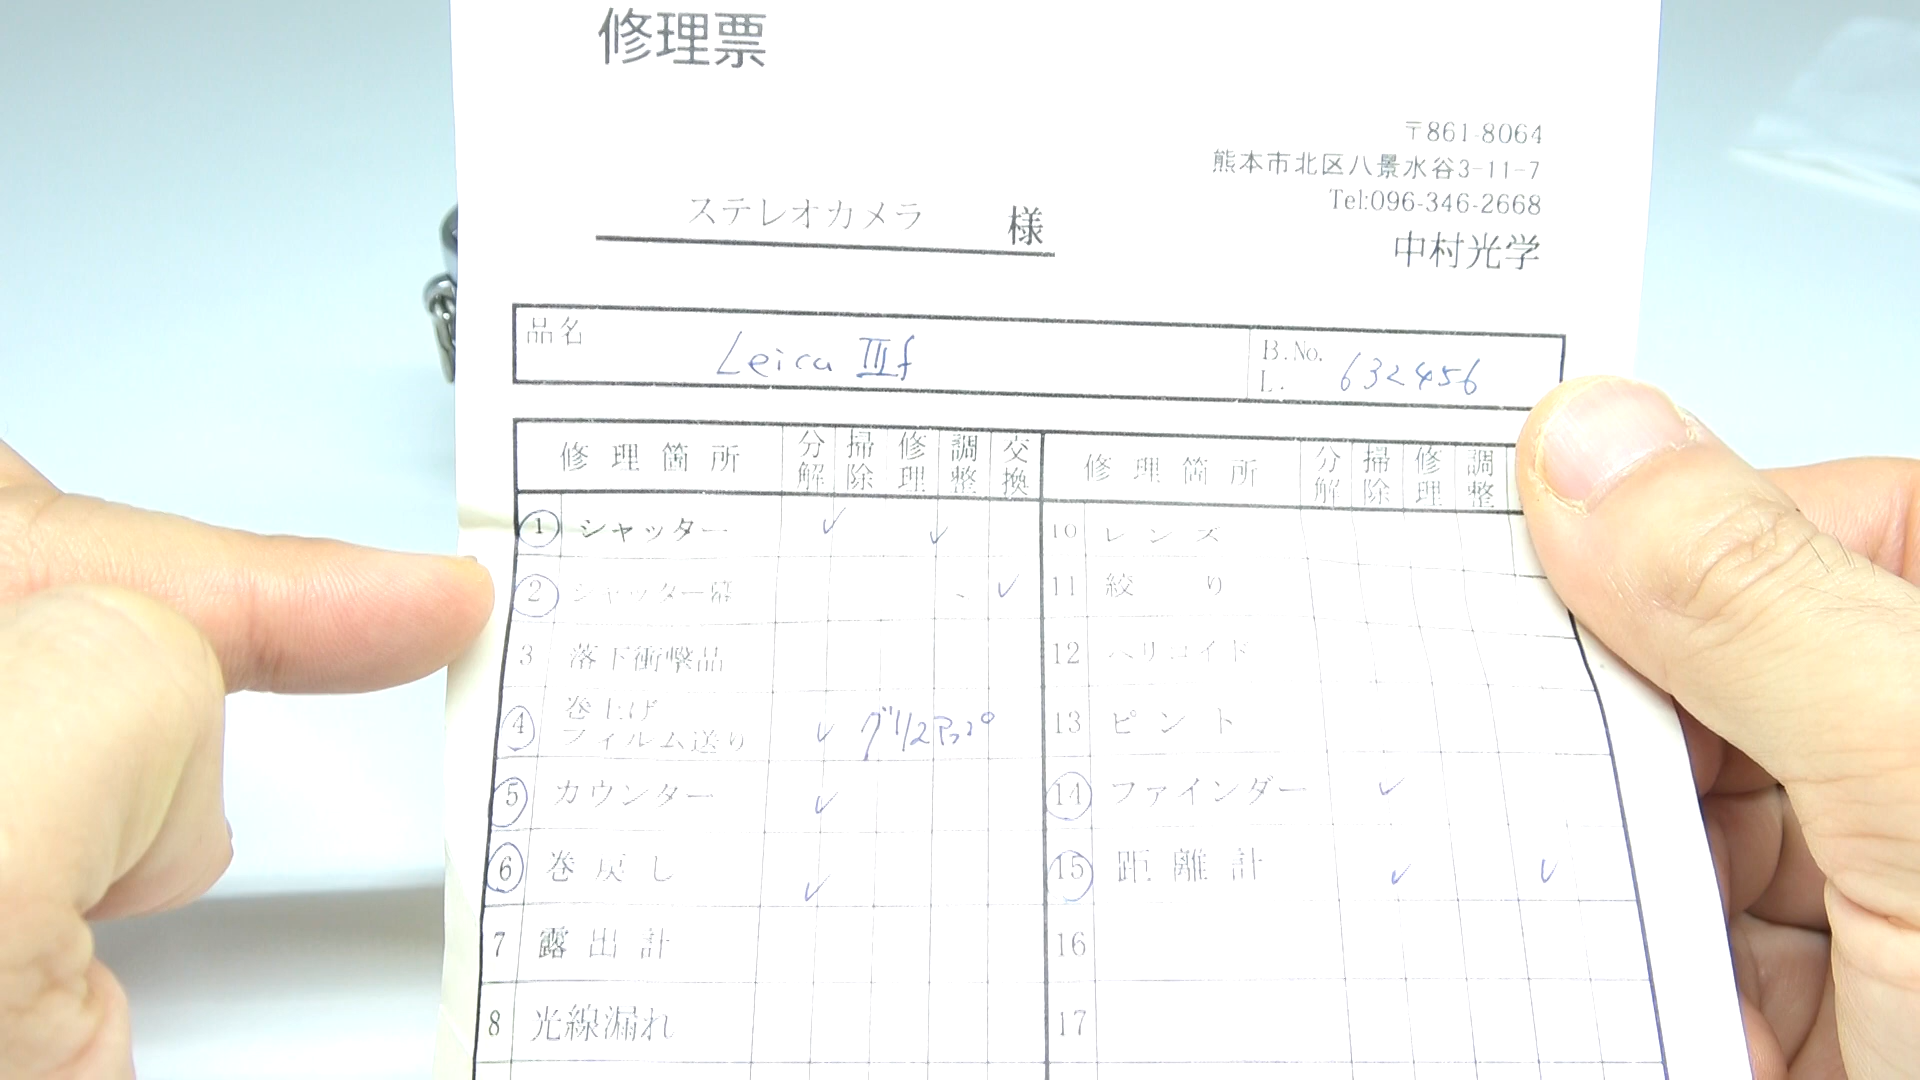 修理票
〒861-8064
熊本市北区八景水谷3-11-7
Tel:096-346-2668
中村光学
ステレオカメラ 様
品名 Leica IIIf B.No. 632456
L.
修理箇所 分解 掃除 修理 調整 交換 修理箇所 分解 掃除 修理 調整
① シャッター ✓ ✓ 10 レンズ
② シャッター幕 ✓ 11 絞り
3 落下衝撃品 12 ヘリコイド
④ 巻上げ フィルム送り ✓ グリスアップ 13 ピント
⑤ カウンター ✓ ⑭ ファインダー ✓
⑥ 巻戻し ✓ ⑮ 距離計 ✓ ✓
7 露出計 16
8 光線漏れ 17